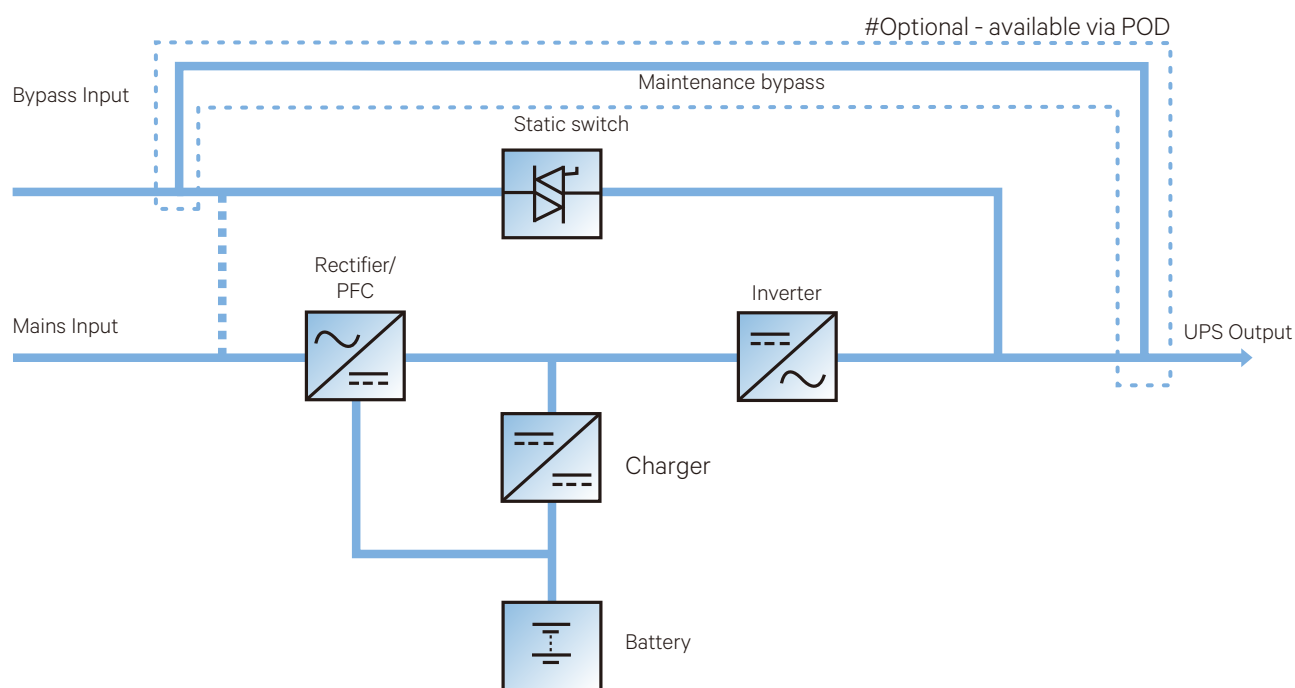 #Optional - available via POD
Bypass Input
Maintenance bypass
Static switch
Rectifier/
PFC
Inverter
Mains Input
UPS Output
Charger
Battery